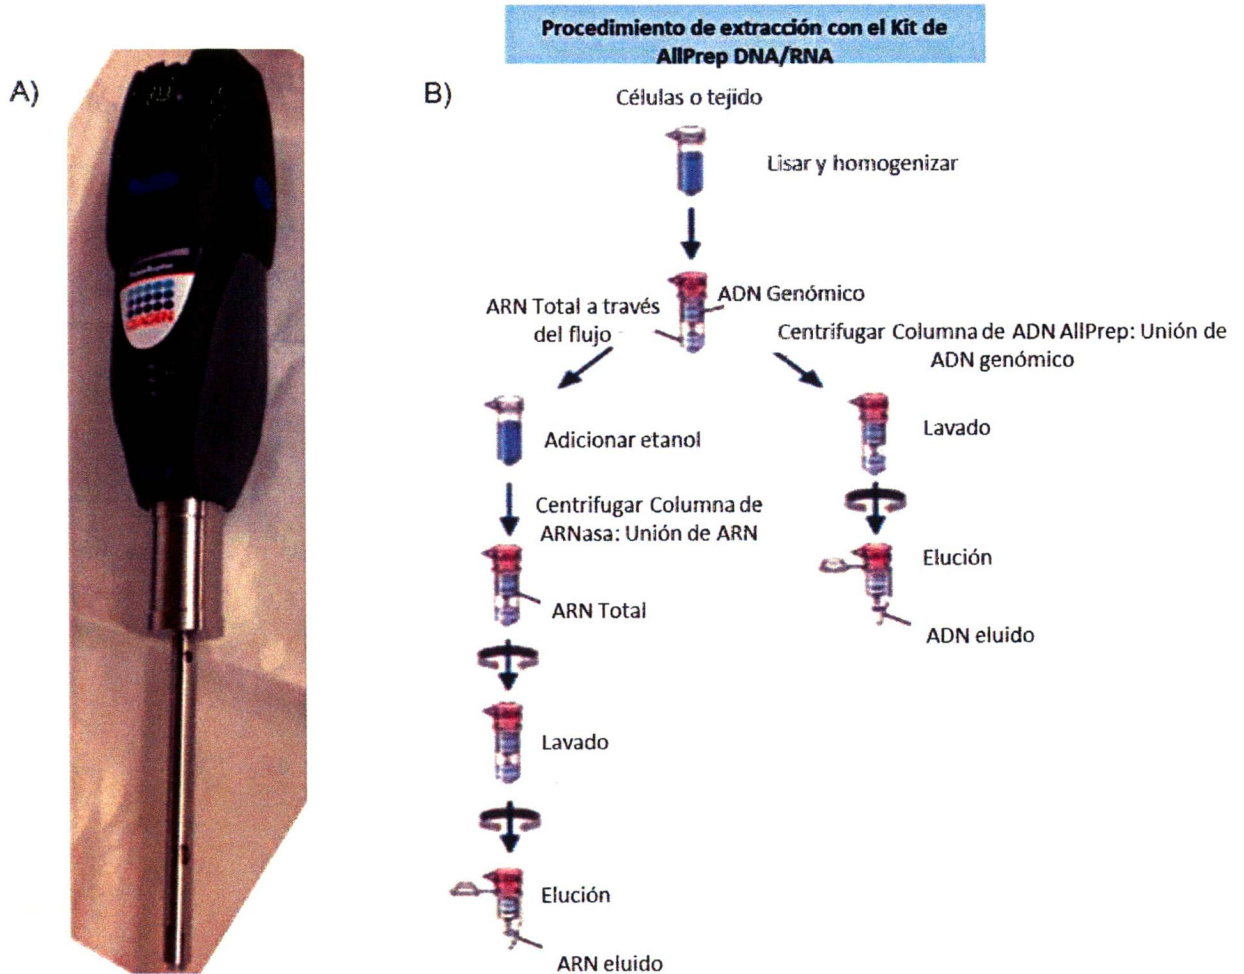 Procedimiento de extracción con el Kit de
AllPrep DNA/RNA
A)
B)
Células o tejido
Lisar y homogenizar
ARN Total a través
del flujo
ADN Genómico
Centrifugar Columna de ADN AllPrep: Unión de
ADN genómico
Adicionar etanol
Lavado
Centrifugar Columna de
ARNasa: Unión de ARN
Elución
ARN Total
ADN eluido
Lavado
Elución
ARN eluido
QIAGEN